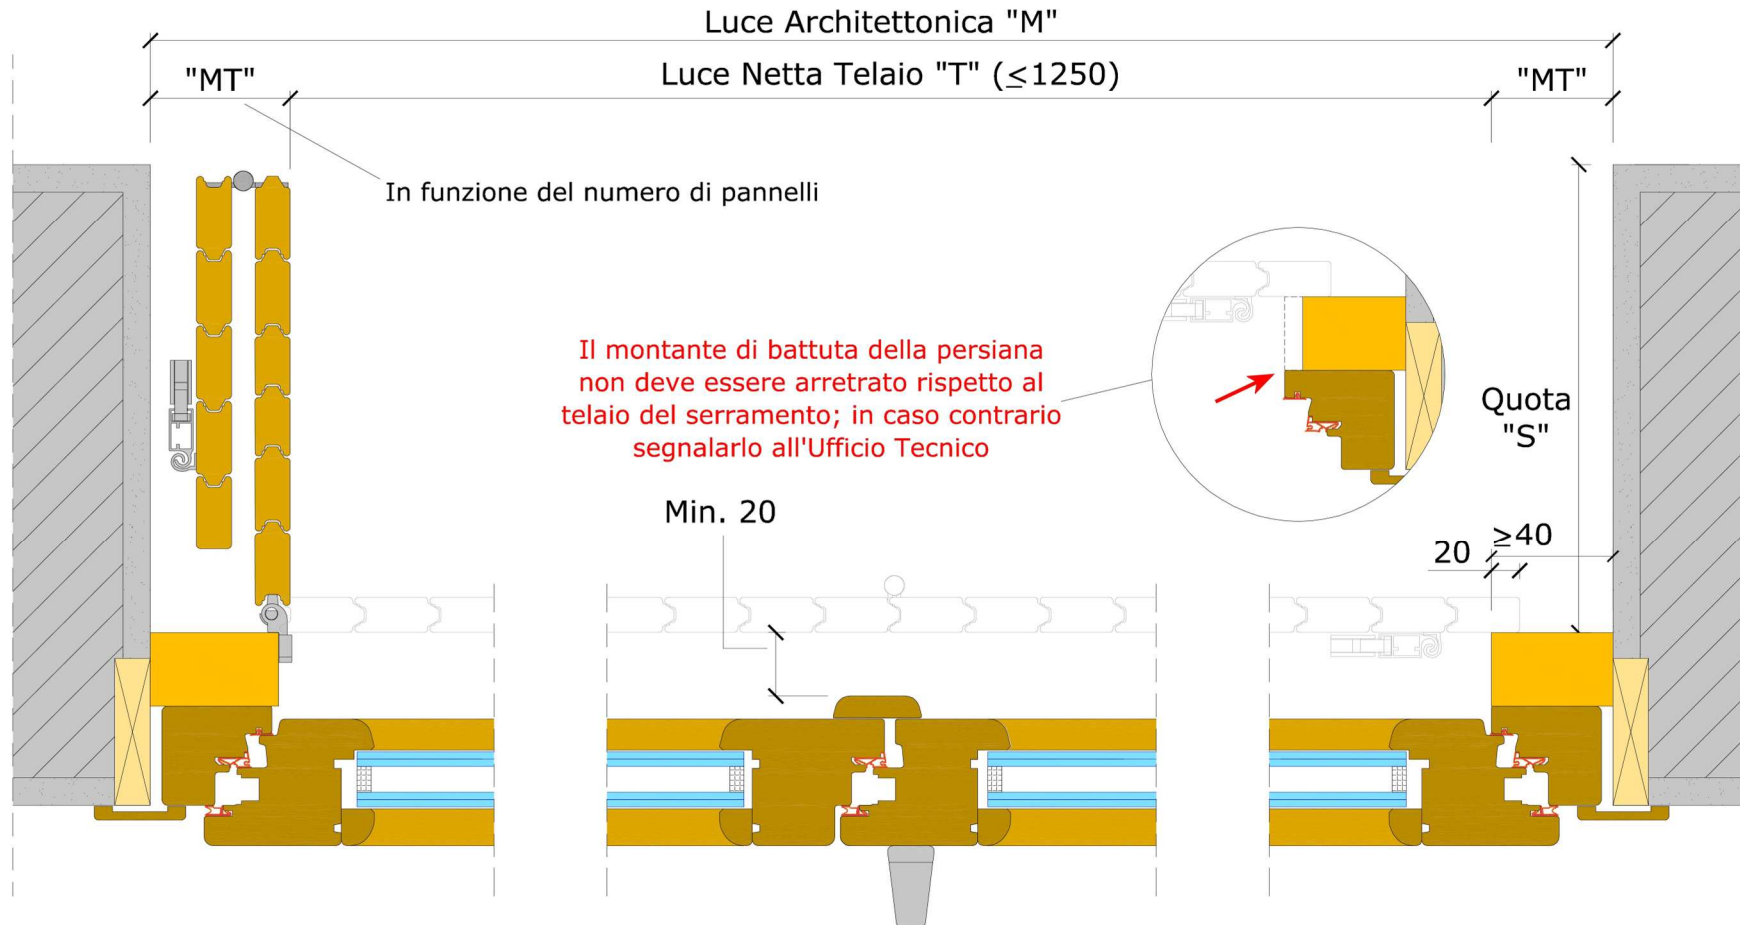 Luce Architettonica "M"
"MT"
Luce Netta Telaio "T" (≤1250)
"MT"
In funzione del numero di pannelli
Il montante di battuta della persiana
non deve essere arretrato rispetto al
telaio del serramento; in caso contrario
segnalarlo all'Ufficio Tecnico
Quota
"S"
Min. 20
20
≥40